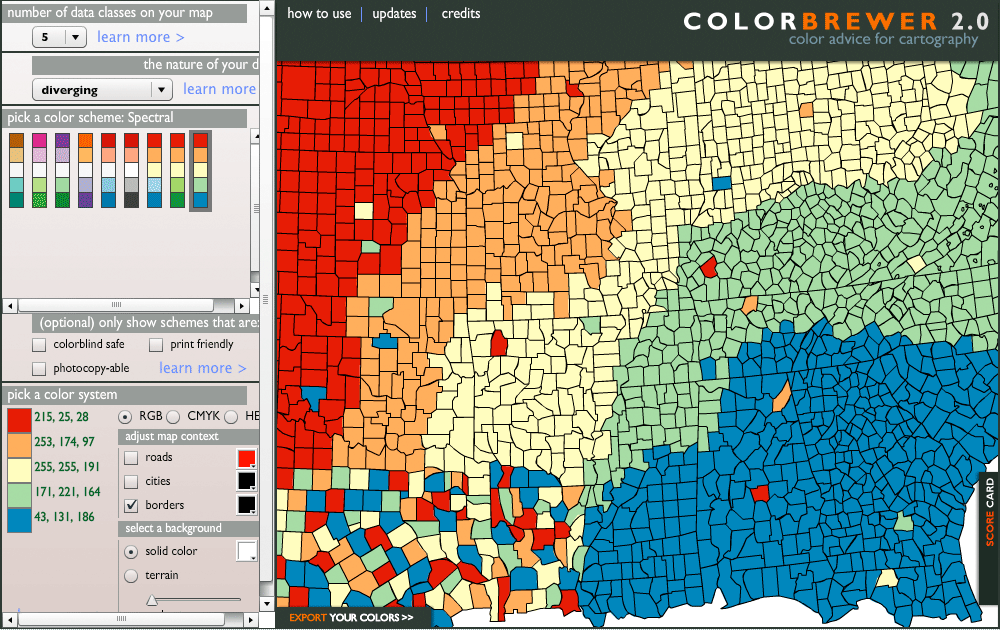 number of data classes on your map
5
learn more >
the nature of your d
diverging
learn more
pick a color scheme: Spectral
(optional) only show schemes that are:
colorblind safe
print friendly
photocopy-able
learn more >
pick a color system
215, 25, 28
253, 174, 97
255, 255, 191
171, 221, 164
43, 131, 186
RGB CMYK HE
adjust map context
roads
cities
borders
select a background
solid color
terrain
how to use | updates | credits
COLORBREWER 2.0
color advice for cartography
SCORE CARD
EXPORT YOUR COLORS >>